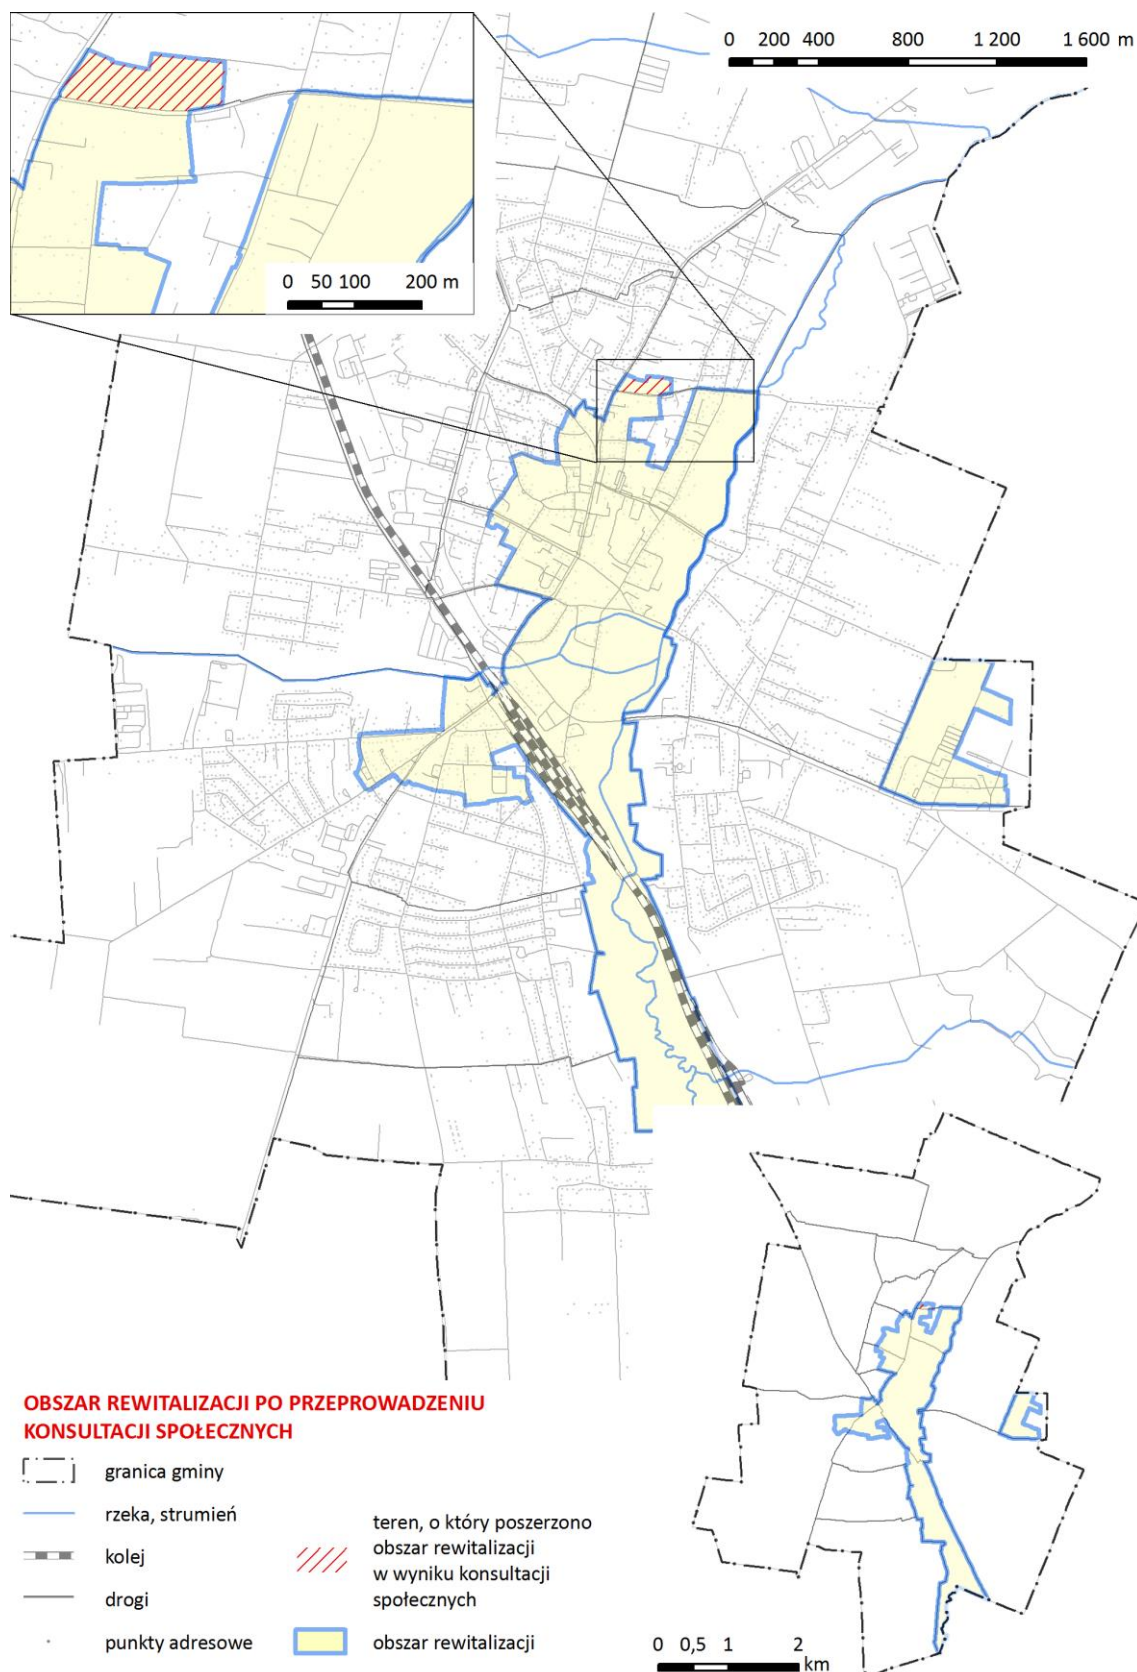 0 200 400 800 1 200 1 600 m
0 50 100 200 m
OBSZAR REWITALIZACJI PO PRZEPROWADZENIU
KONSULTACJI SPOŁECZNYCH
granica gminy
rzeka, strumień
kolej
drogi
punkty adresowe
teren, o który poszerzono
obszar rewitalizacji
w wyniku konsultacji
społecznych
obszar rewitalizacji
0 0,5 1 2
km